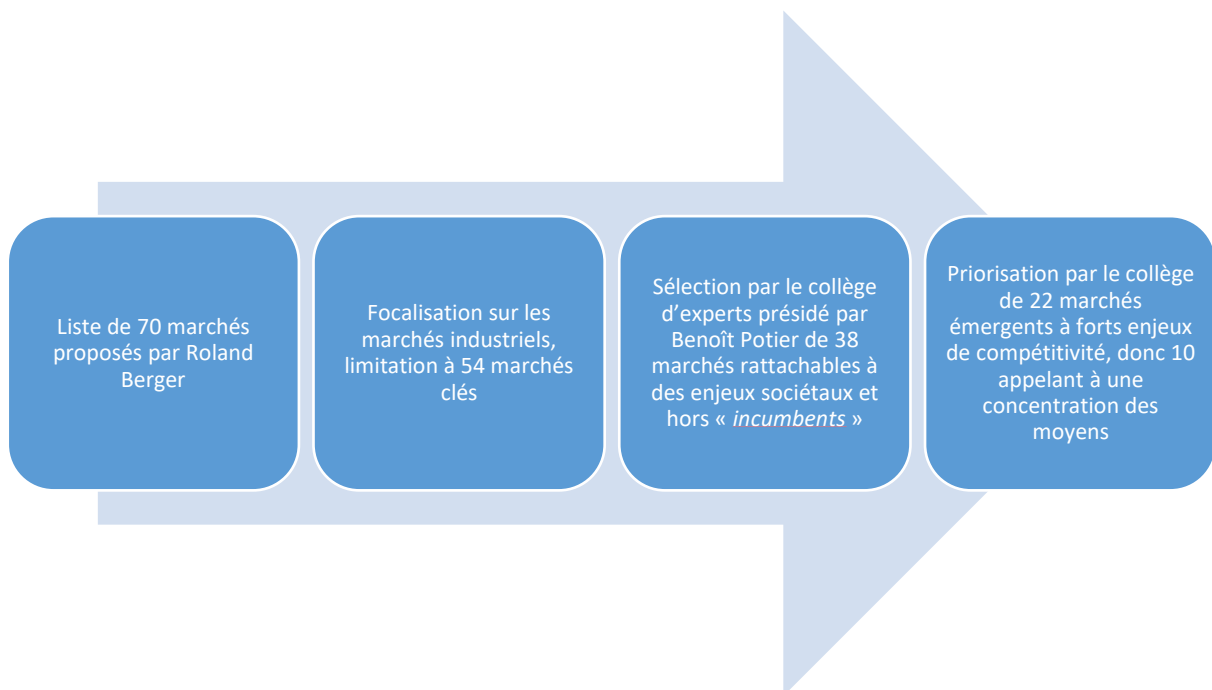 Liste de 70 marchés
proposés par Roland
Berger
Focalisation sur les
marchés industriels,
limitation à 54 marchés
clés
Sélection par le collège
d’experts présidé par
Benoît Potier de 38
marchés rattachables à
des enjeux sociétaux et
hors « incumbents »
Priorisation par le collège
de 22 marchés
émergents à forts enjeux
de compétitivité, donc 10
appelant à une
concentration des
moyens